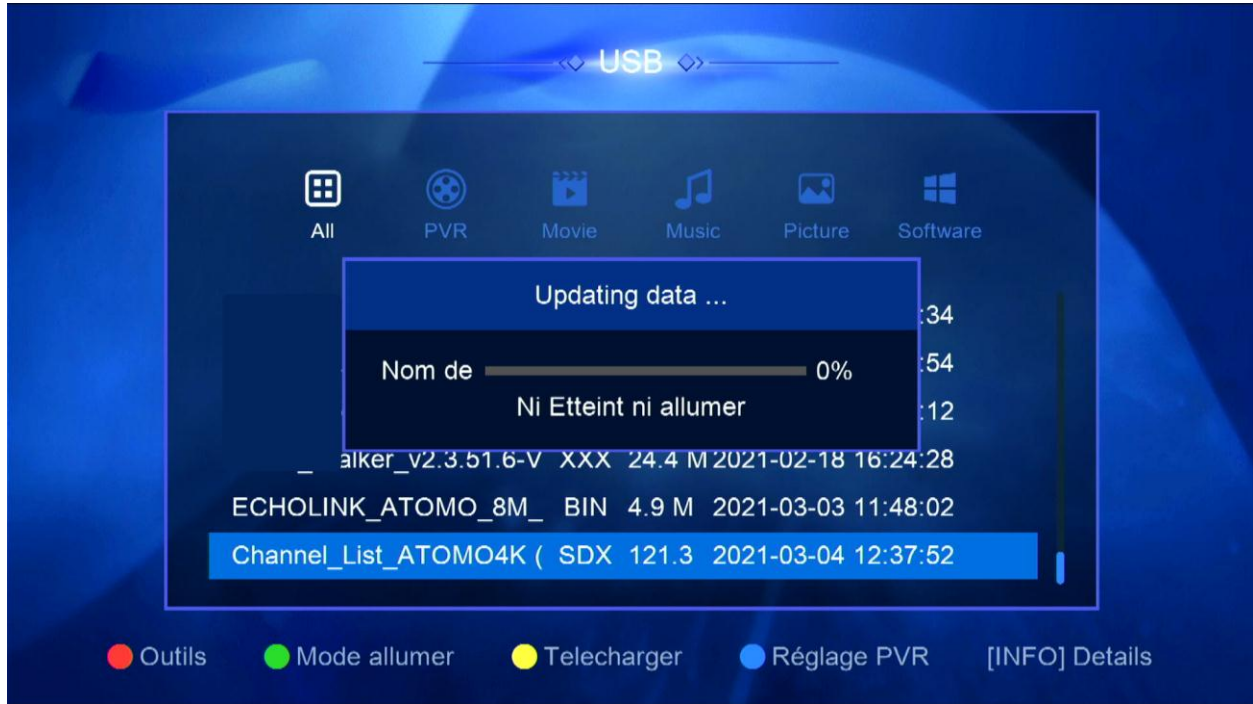 USB
All PVR Movie Music Picture Software
Updating data ...
:34
Nom de 0%
:54
Ni Etteint ni allumer
:12
_ alker_v2.3.51.6-V XXX 24.4 M 2021-02-18 16:24:28
ECHOLINK_ATOMO_8M_ BIN 4.9 M 2021-03-03 11:48:02
Channel_List_ATOMO4K ( SDX 121.3 2021-03-04 12:37:52
Outils Mode allumer Telecharger Réglage PVR [INFO] Details